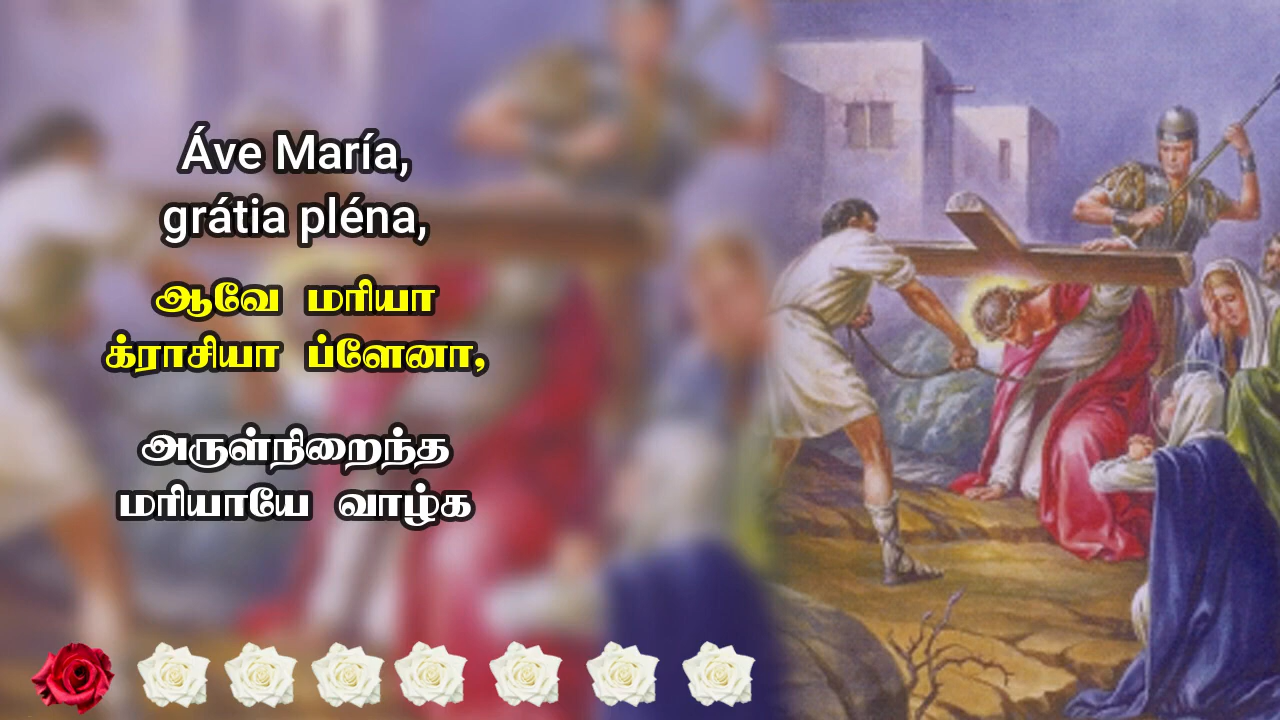 Áve María,
grátia pléna,
ஆவே மரியா
க்ராசியா ப்ளேனா,
அருள்நிறைந்த
மரியாயே வாழ்க